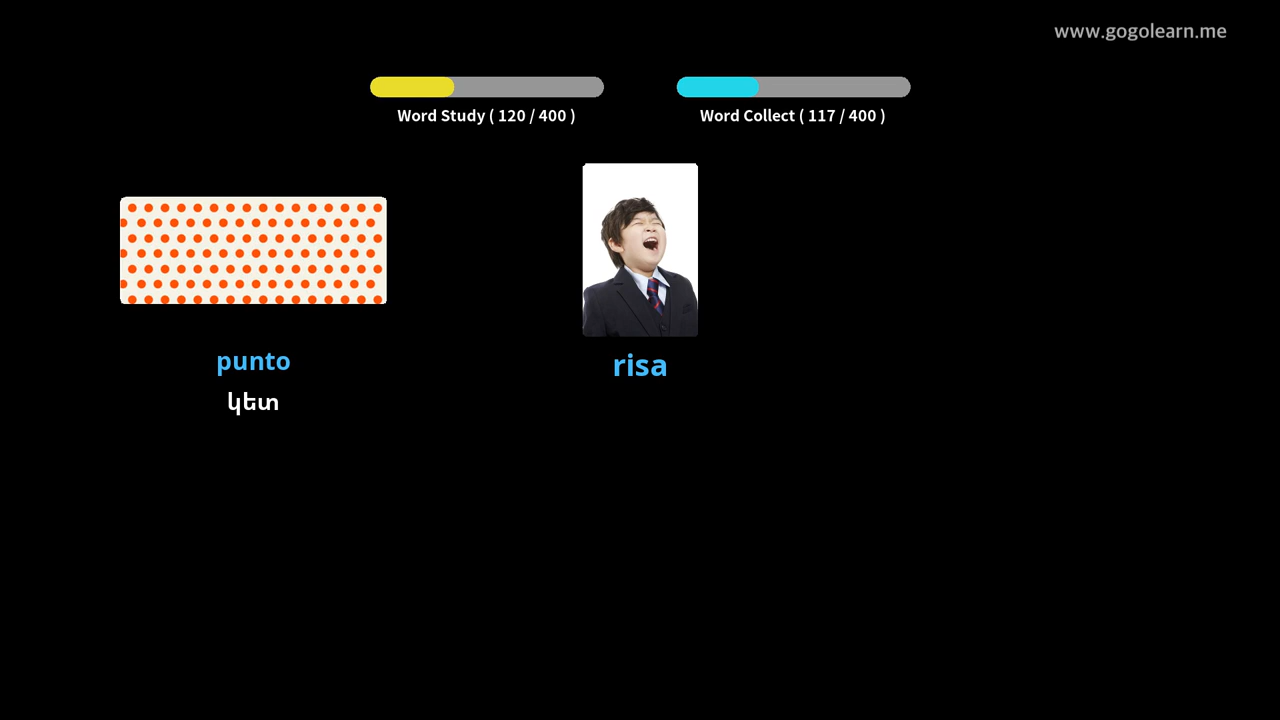 www.gogolearn.me
Word Study ( 120 / 400 )
Word Collect ( 117 / 400 )
punto
կետ
risa